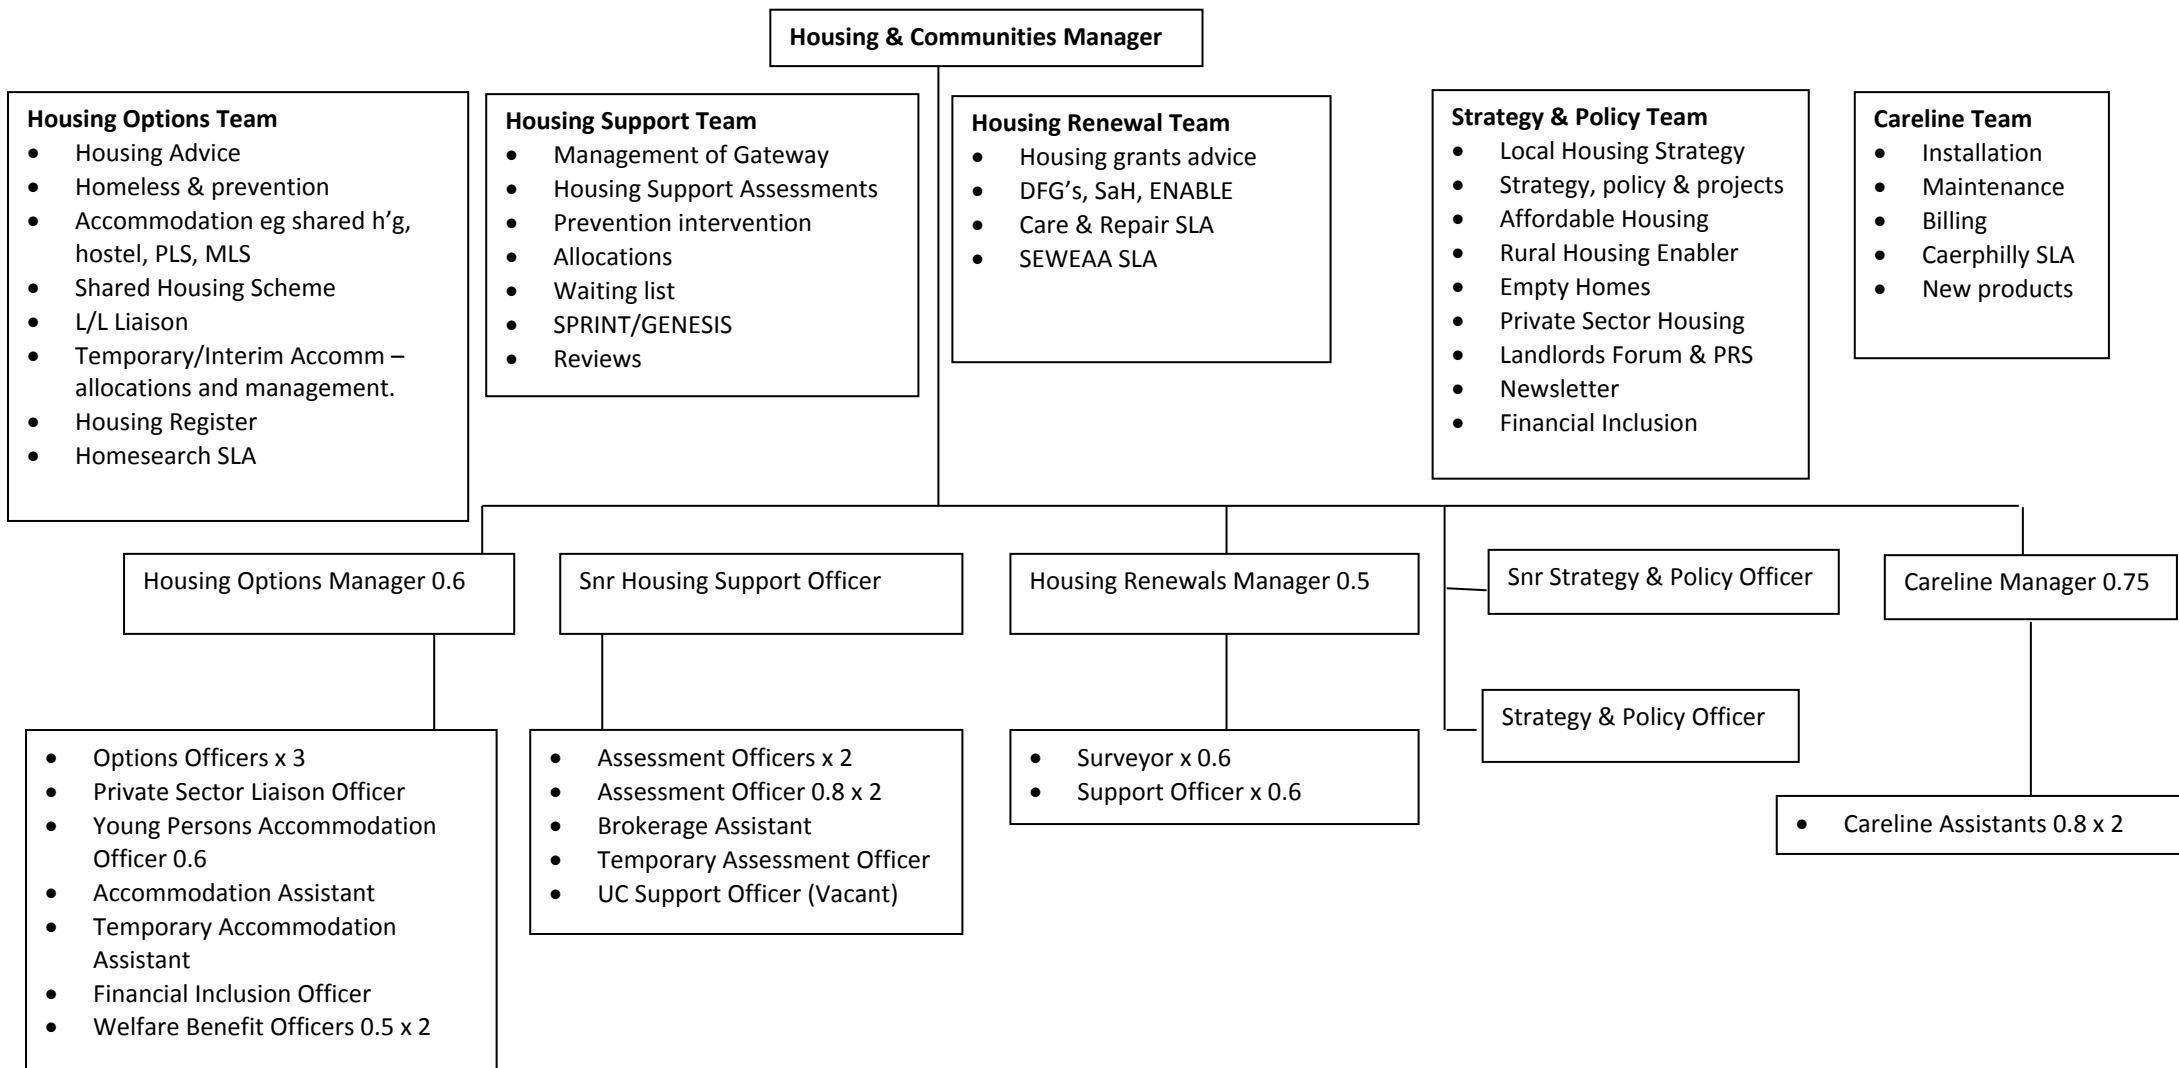 Housing & Communities Manager
Housing Options Team
• Housing Advice
• Homeless & prevention
• Accommodation eg shared h’g,
hostel, PLS, MLS
• Shared Housing Scheme
• L/L Liaison
• Temporary/Interim Accomm –
allocations and management.
• Housing Register
• Homesearch SLA
Housing Support Team
• Management of Gateway
• Housing Support Assessments
• Prevention intervention
• Allocations
• Waiting list
• SPRINT/GENESIS
• Reviews
Housing Renewal Team
• Housing grants advice
• DFG’s, SaH, ENABLE
• Care & Repair SLA
• SEWEAA SLA
Strategy & Policy Team
• Local Housing Strategy
• Strategy, policy & projects
• Affordable Housing
• Rural Housing Enabler
• Empty Homes
• Private Sector Housing
• Landlords Forum & PRS
• Newsletter
• Financial Inclusion
Careline Team
• Installation
• Maintenance
• Billing
• Caerphilly SLA
• New products
Housing Options Manager 0.6
Snr Housing Support Officer
Housing Renewals Manager 0.5
Snr Strategy & Policy Officer
Careline Manager 0.75
Strategy & Policy Officer
• Options Officers x 3
• Private Sector Liaison Officer
• Young Persons Accommodation
Officer 0.6
• Accommodation Assistant
• Temporary Accommodation
Assistant
• Financial Inclusion Officer
• Welfare Benefit Officers 0.5 x 2
• Assessment Officers x 2
• Assessment Officer 0.8 x 2
• Brokerage Assistant
• Temporary Assessment Officer
• UC Support Officer (Vacant)
• Surveyor x 0.6
• Support Officer x 0.6
• Careline Assistants 0.8 x 2